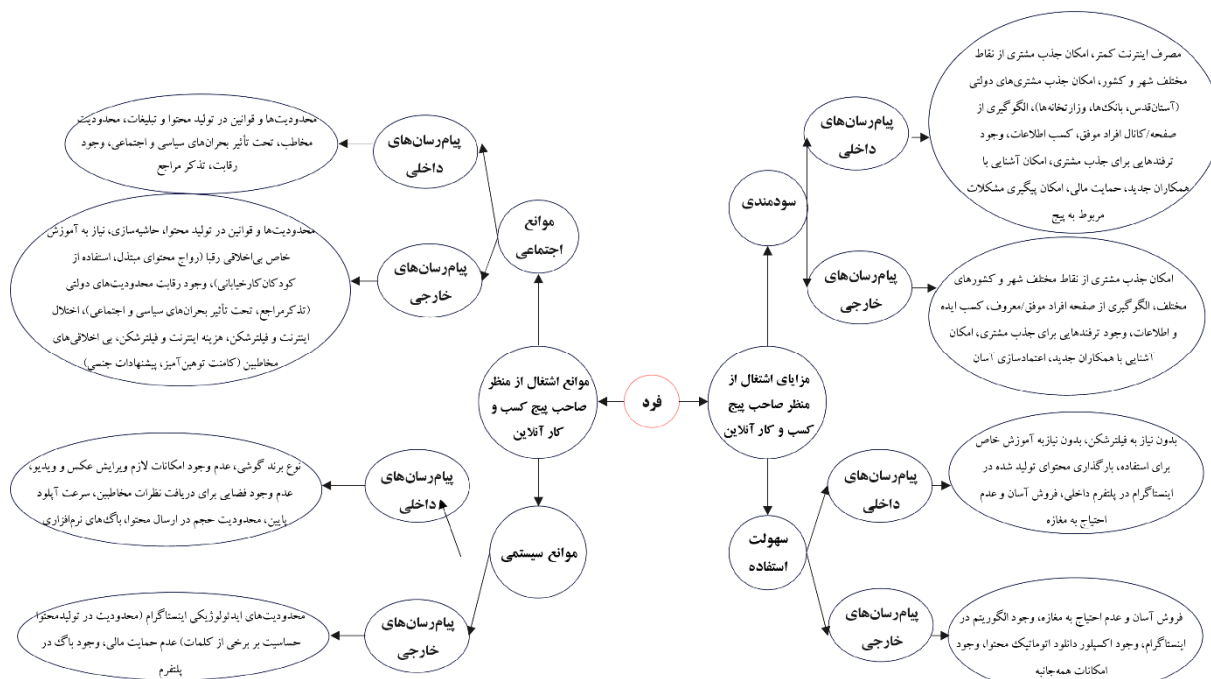 مصرف اینترنت کمتر، امکان جذب مشتری از نقاط
مختلف شهر و کشور، امکان جذب مشتری‌های دولتی
(آستان‌قدس، بانک‌ها، وزارتخانه‌ها)، الگوگیری از
صفحه/کانال افراد موفق، کسب اطلاعات، وجود
ترفندهایی برای جذب مشتری، امکان آشنایی با
همکاران جدید، حمایت مالی، امکان پیگیری مشکلات
مربوط به پیج
پیام‌رسان‌های
داخلی
سودمندی
پیام‌رسان‌های
خارجی
امکان جذب مشتری از نقاط مختلف شهر و کشورهای
مختلف، الگوگیری از صفحه افراد موفق/معروف، کسب ایده
و اطلاعات، وجود ترفندهایی برای جذب مشتری، امکان
آشنایی با همکاران جدید، اعتمادسازی آسان
مزایای اشتغال از
منظر صاحب پیج
کسب و کار آنلاین
فرد
سهولت
استفاده
پیام‌رسان‌های
داخلی
بدون نیاز به فیلترشکن، بدون نیازبه آموزش خاص
برای استفاده، بارگذاری محتوای تولید شده در
اینستاگرام در پلتفرم داخلی، فروش آسان و عدم
احتیاج به مغازه
پیام‌رسان‌های
خارجی
فروش آسان و عدم احتیاج به مغازه، وجود الگوریتم در
اینستاگرام، وجود اکسپلور دانلود اتوماتیک محتوا، وجود
امکانات همه‌جانبه
موانع اشتغال از منظر
صاحب پیج کسب و
کار آنلاین
موانع
اجتماعی
پیام‌رسان‌های
داخلی
محدودیت‌ها و قوانین در تولید محتوا و تبلیغات، محدودیت
مخاطب، تحت تأثیر بحران‌های سیاسی و اجتماعی، وجود
رقابت، تذکر مراجع
پیام‌رسان‌های
خارجی
محدودیت‌ها و قوانین در تولید محتوا، حاشیه‌سازی، نیاز به آموزش
خاص بی‌اخلاقی رقبا (رواج محتوای مبتذل، استفاده از
کودکان‌کارخیابانی)، وجود رقابت محدودیت‌های دولتی
(تذکرمراجع، تحت تأثیر بحران‌های سیاسی و اجتماعی)، اختلال
اینترنت و فیلترشکن، هزینه اینترنت و فیلترشکن، بی اخلاقی‌های
مخاطبین (کامنت توهین‌آمیز، پیشنهادات جنسی)
موانع سیستمی
پیام‌رسان‌های
داخلی
نوع برند گوشی، عدم وجود امکانات لازم ویرایش عکس و ویدیو،
عدم وجود فضایی برای دریافت نظرات مخاطبین، سرعت آپلود
پایین، محدودیت حجم در ارسال محتوا، باگ‌های نرم‌افزاری
پیام‌رسان‌های
خارجی
محدودیت‌های ایدئولوژیکی اینستاگرام (محدودیت در تولیدمحتوا
حساسیت بر برخی از کلمات) عدم حمایت مالی، وجود باگ در
پلتفرم